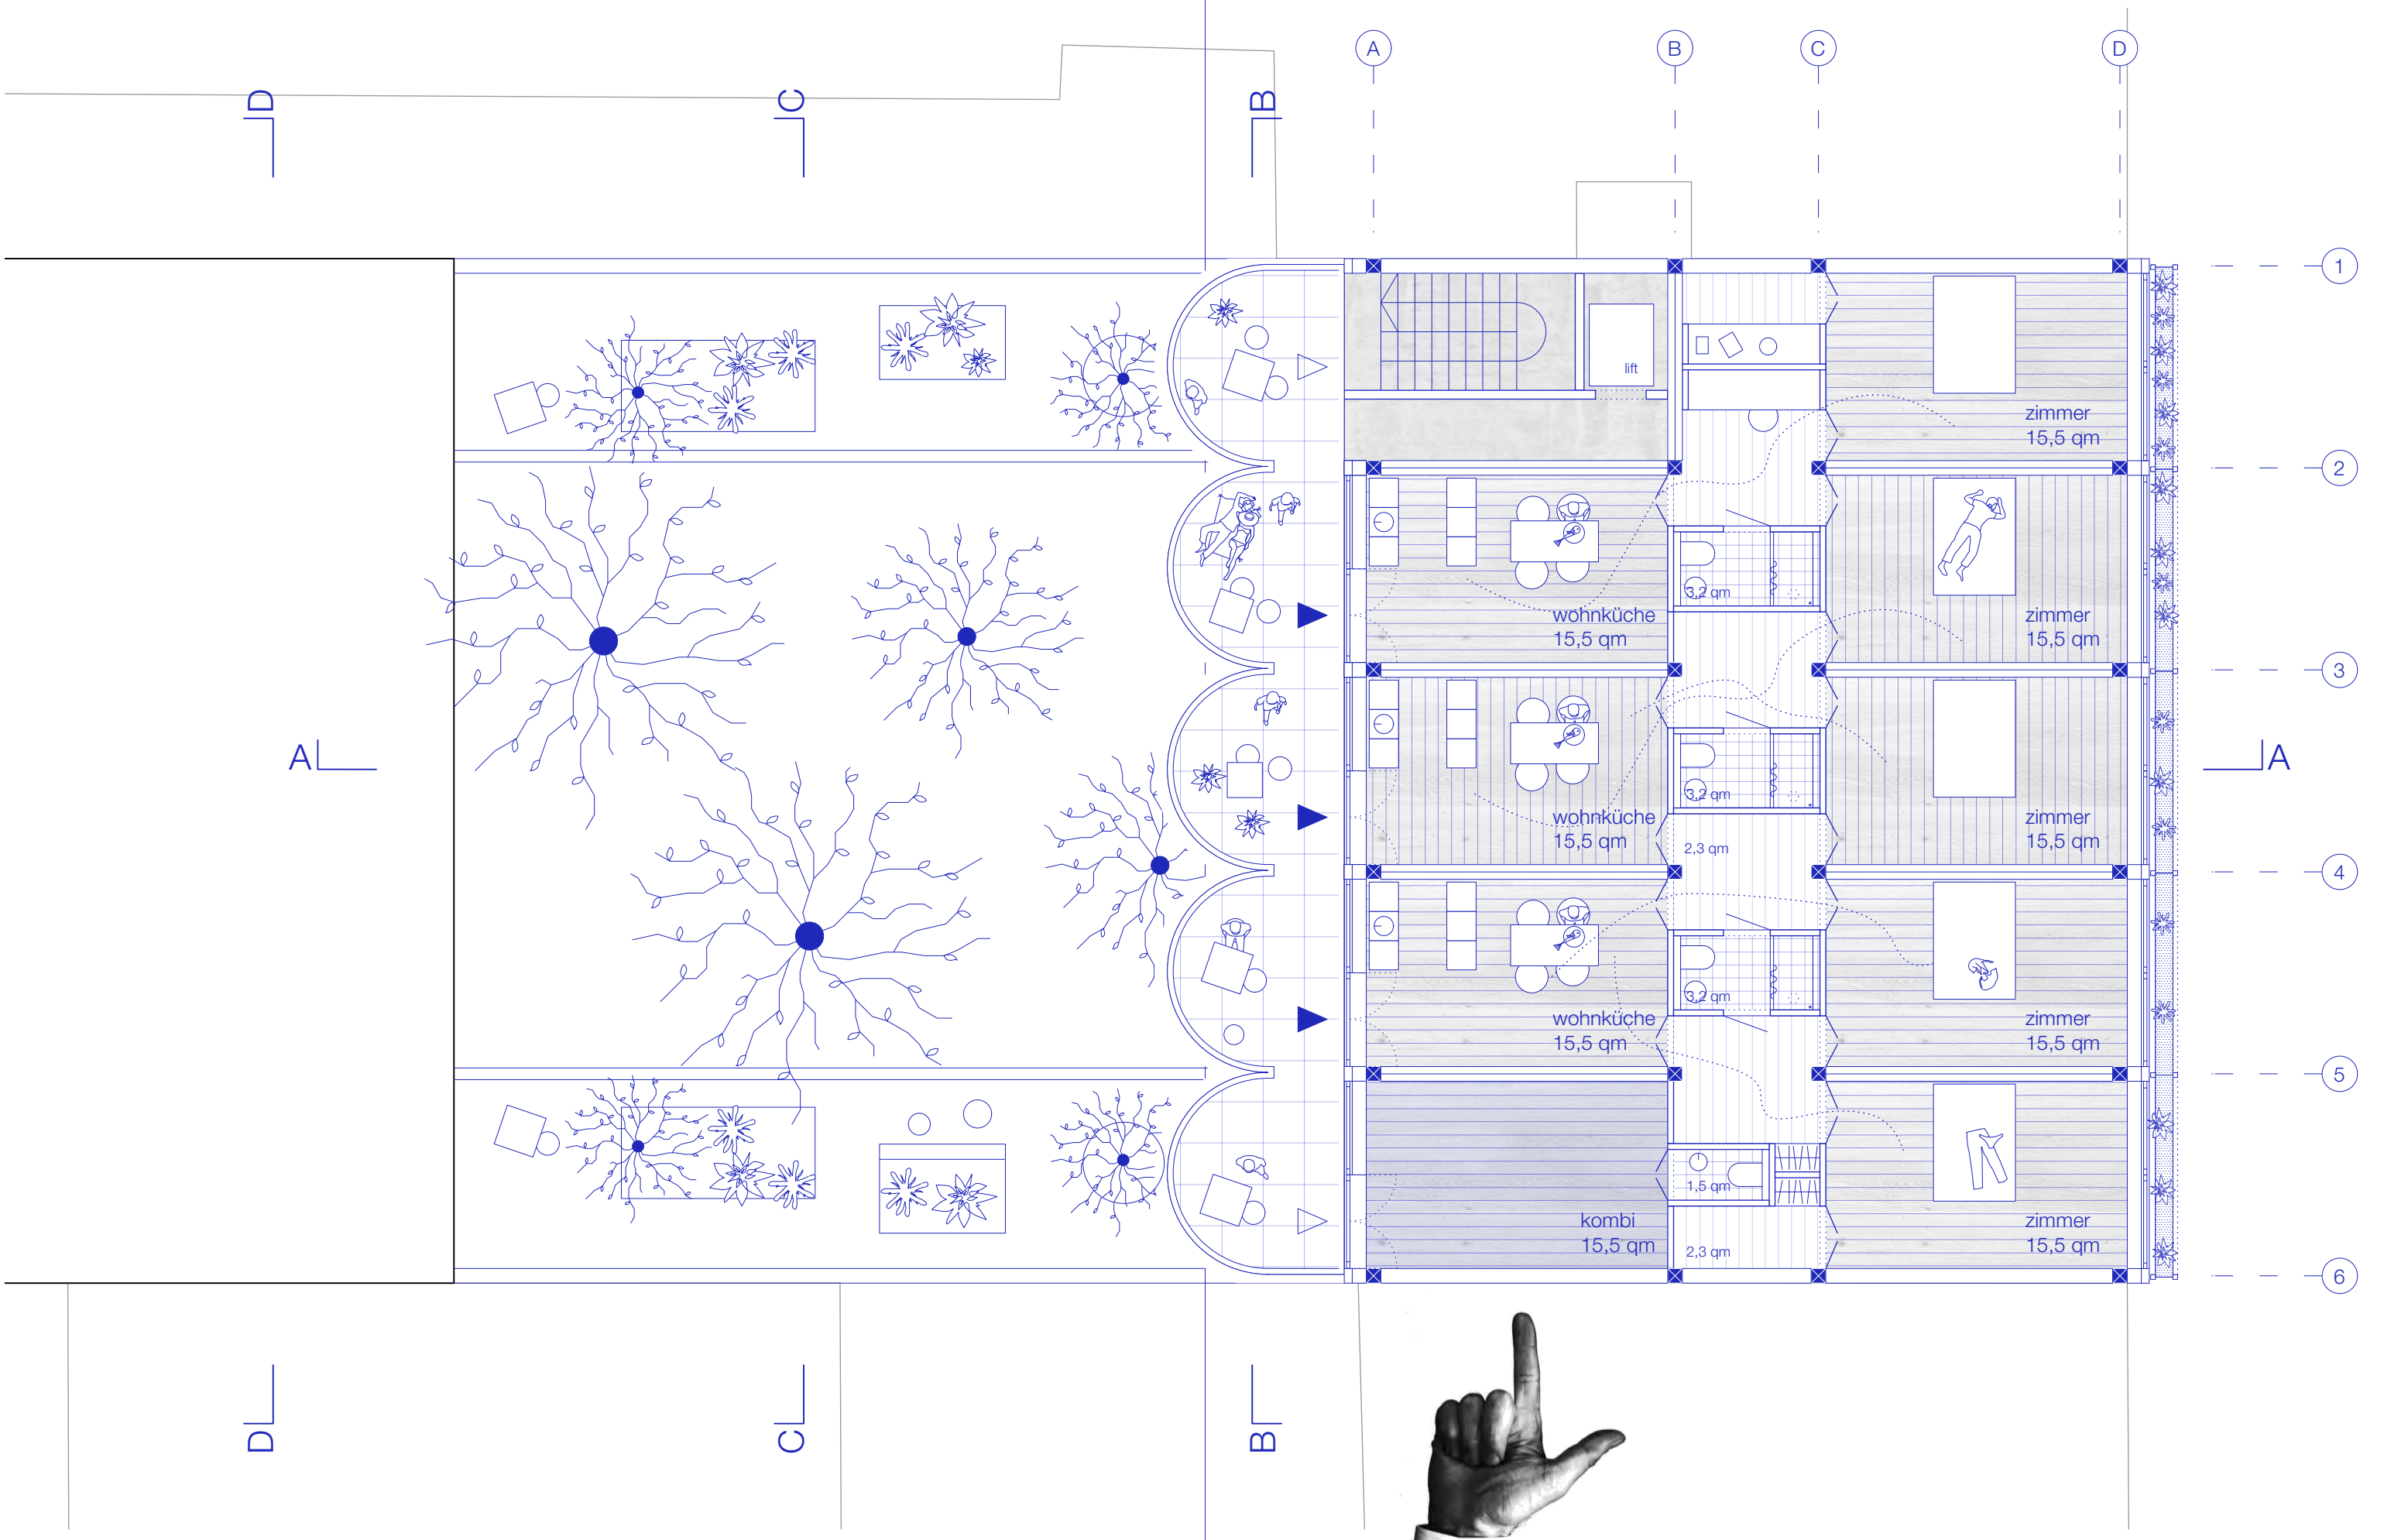 A
B
C
D
D
C
B
1
lift
zimmer
15,5 qm
2
3,2 qm
wohnküche
15,5 qm
zimmer
15,5 qm
3
A
A
3,2 qm
wohnküche
15,5 qm
zimmer
15,5 qm
2,3 qm
4
3,2 qm
wohnküche
15,5 qm
zimmer
15,5 qm
5
1,5 qm
kombi
15,5 qm
zimmer
15,5 qm
2,3 qm
6
D
C
B